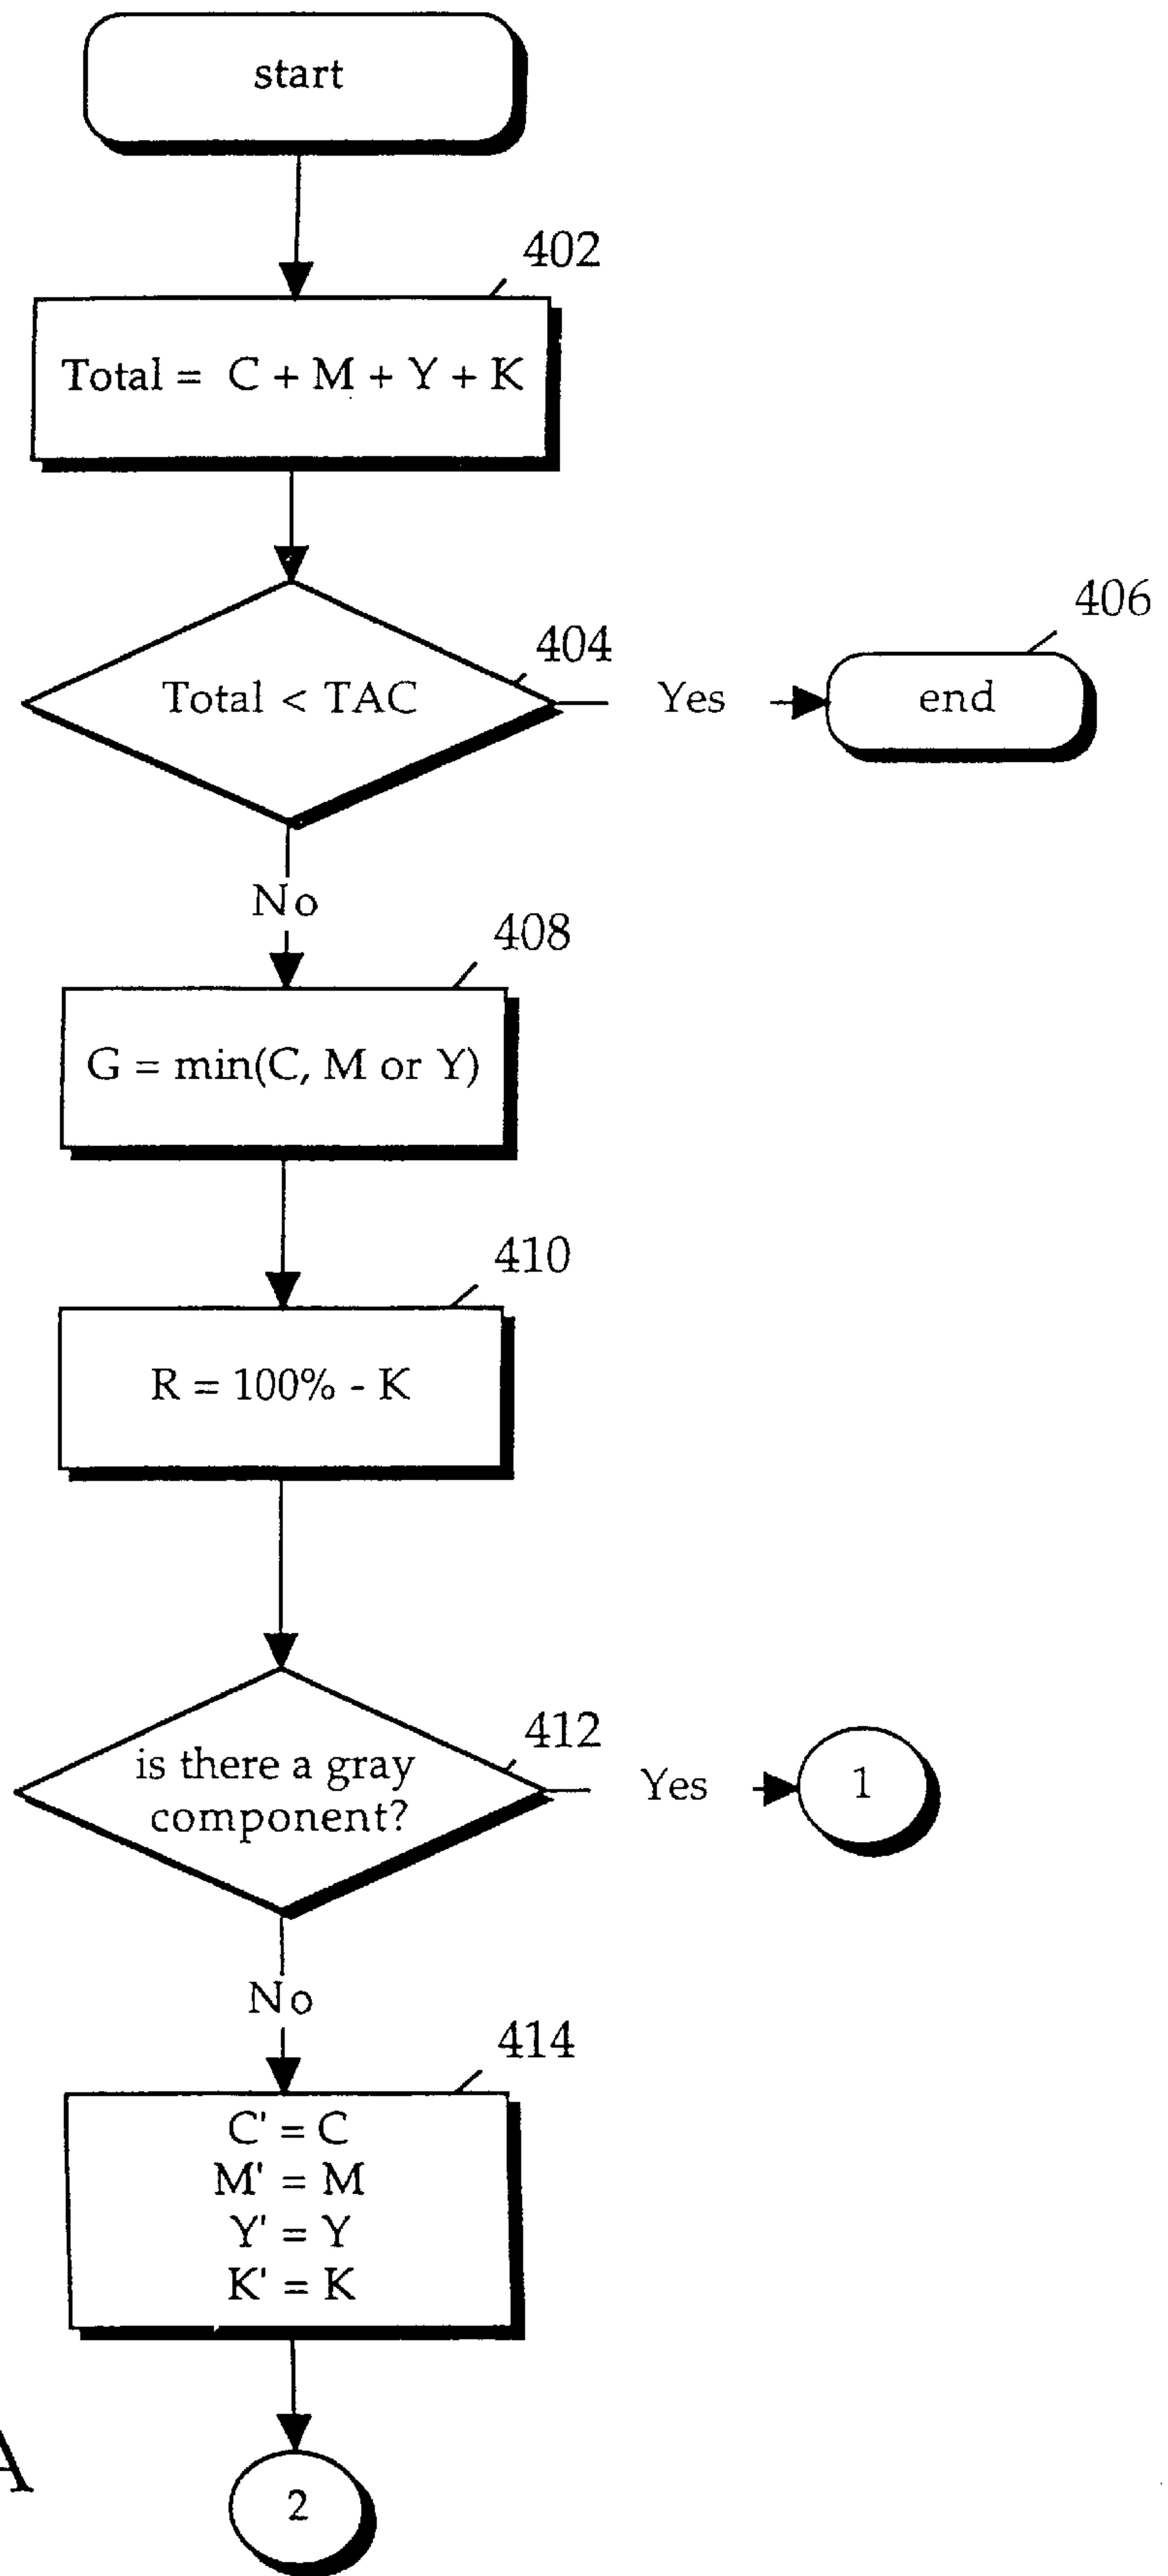 start
402
Total = C + M + Y + K
404
Total < TAC
Yes
406
end
No
408
G = min(C, M or Y)
410
R = 100% - K
412
is there a gray
component?
Yes
1
No
414
C' = C
M' = M
Y' = Y
K' = K
A
2